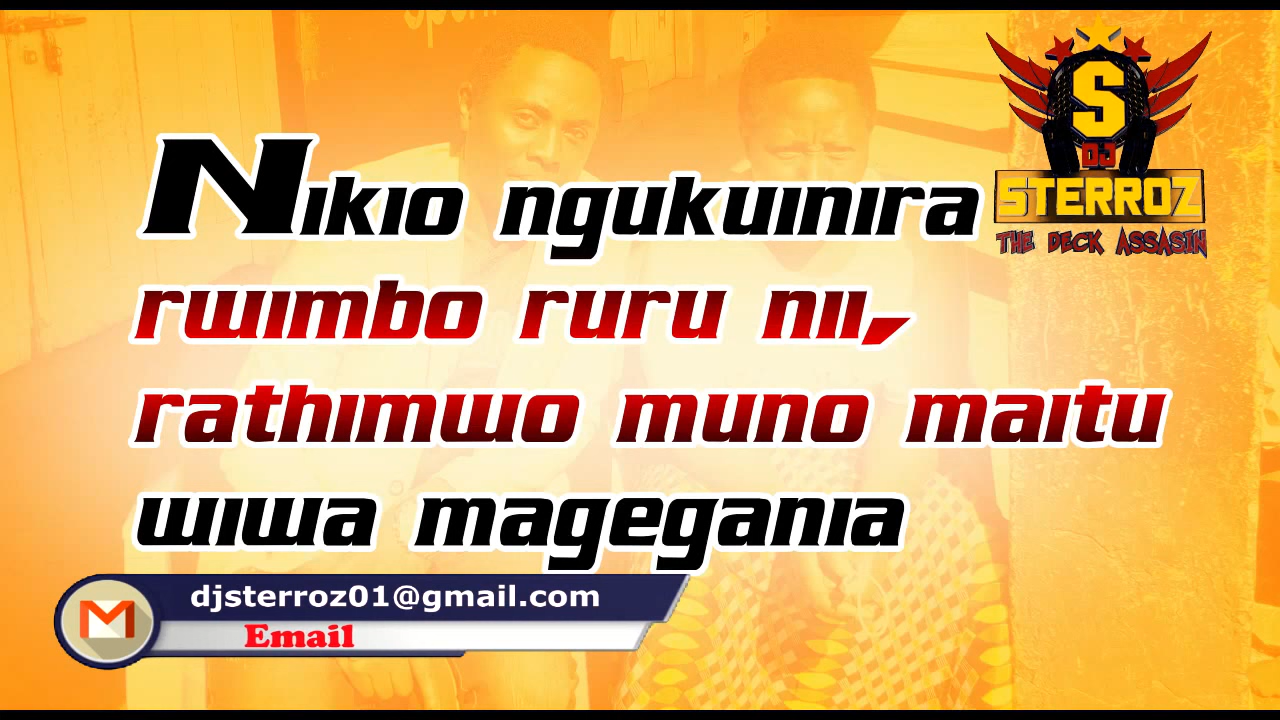 S
DJ
STERROZ
THE DECK ASSASIN
Nikio ngukuinira
rwimbo ruru nii,
rathimwo muno maitu
wiwa magegania
djsterroz01@gmail.com
Email